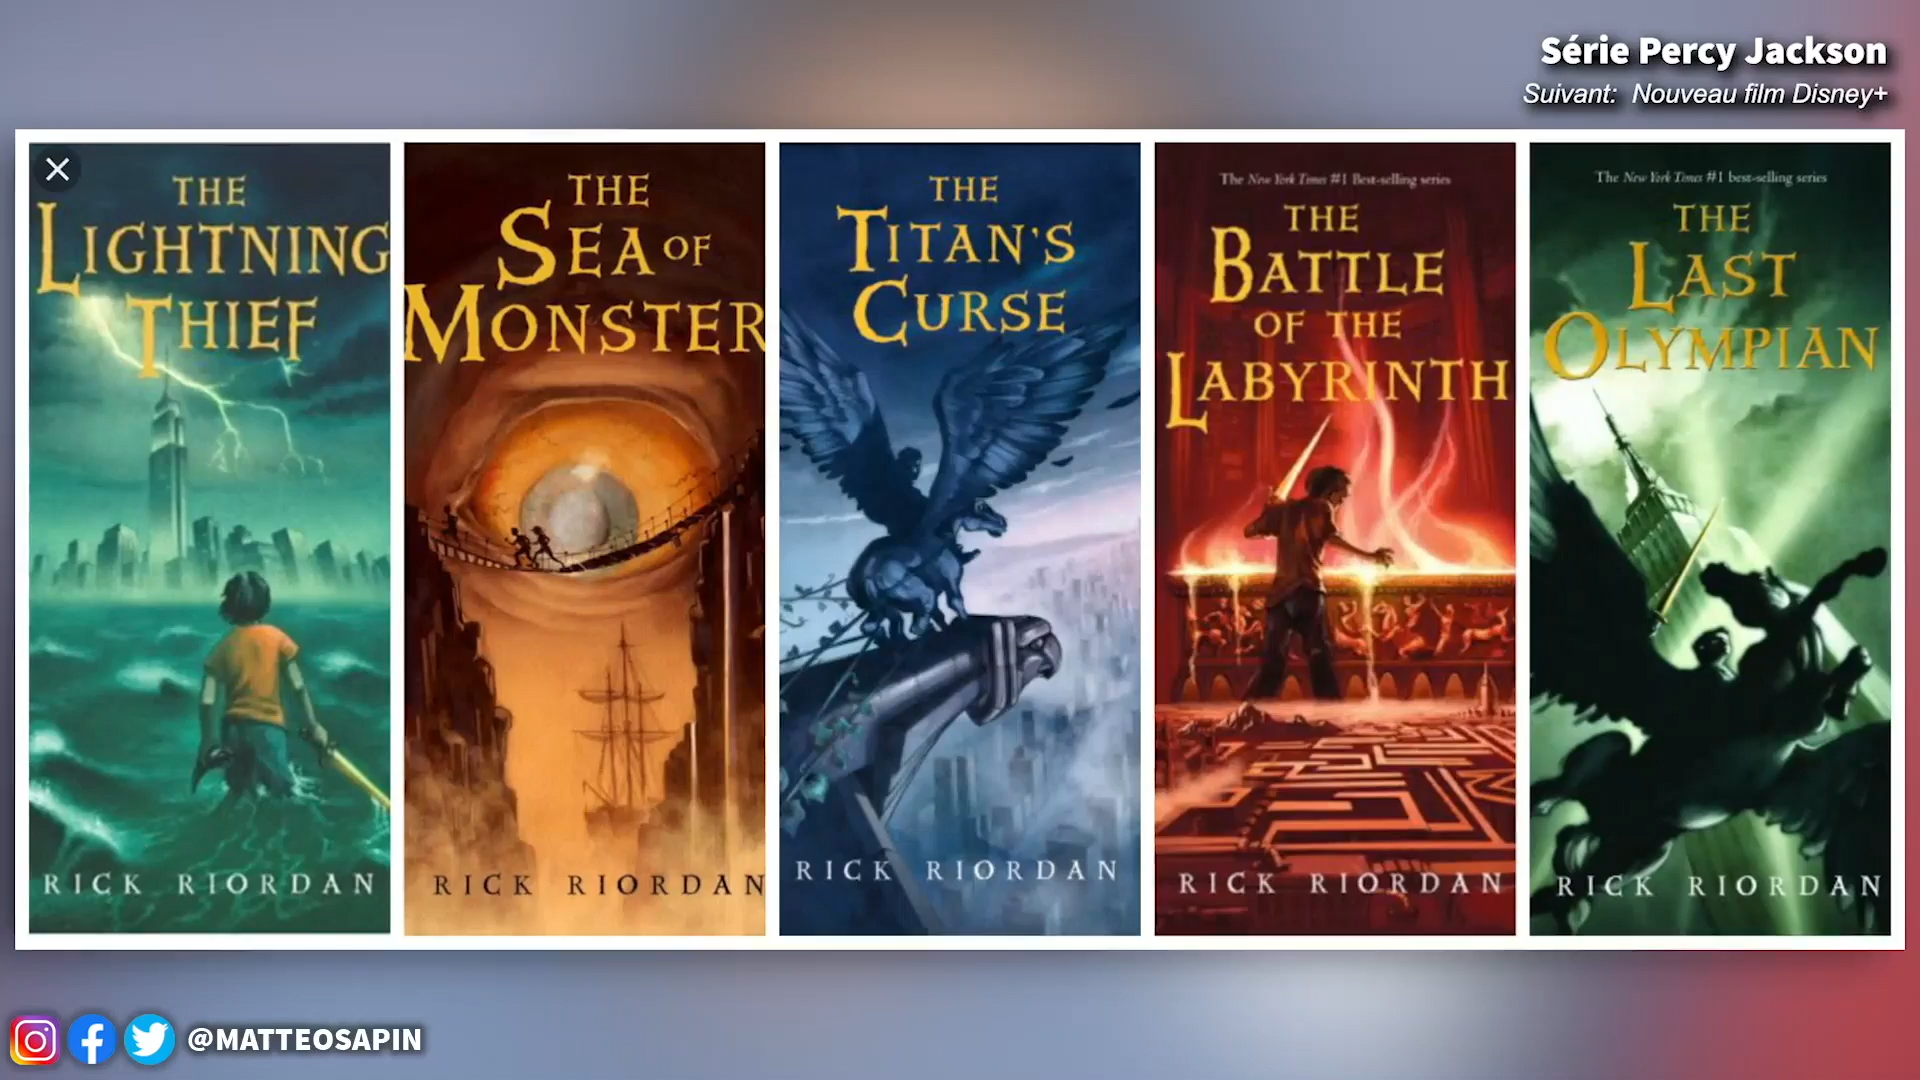 Série Percy Jackson
Suivant: Nouveau film Disney+
THE
LIGHTNING
THIEF
RICK RIORDAN
THE
SEA OF
MONSTER
RICK RIORDAN
THE
TITAN'S
CURSE
RICK RIORDAN
The New York Times #1 Best-selling series
THE
BATTLE
OF THE
LABYRINTH
RICK RIORDAN
The New York Times #1 best-selling series
THE
LAST
OLYMPIAN
RICK RIORDAN
@MATTEOSAPIN